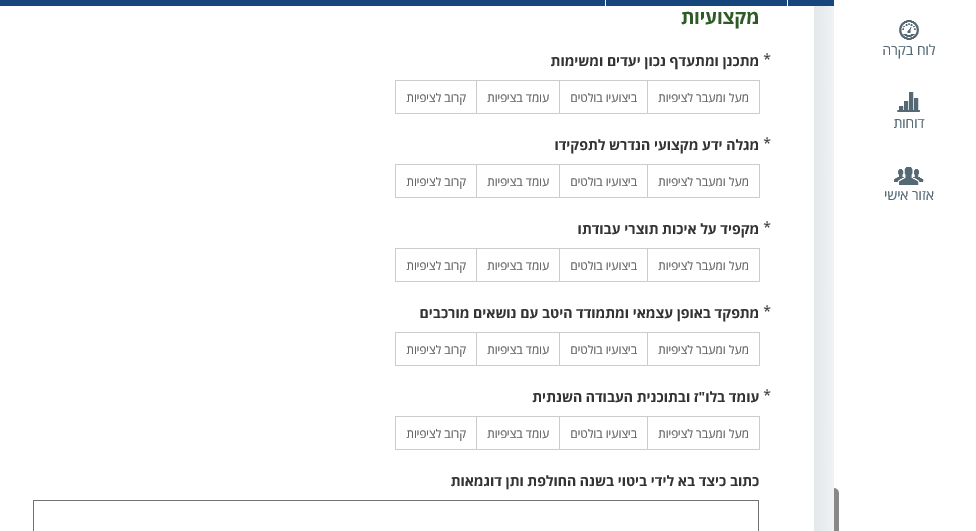 לוח בקרה
דוחות
אזור אישי
מקצועיות
* מתכנן ומתעדף נכון יעדים ומשימות
מעל ומעבר לציפיות ביצועיו בולטים עומד בציפיות קרוב לציפיות
* מגלה ידע מקצועי הנדרש לתפקידו
מעל ומעבר לציפיות ביצועיו בולטים עומד בציפיות קרוב לציפיות
* מקפיד על איכות תוצרי עבודתו
מעל ומעבר לציפיות ביצועיו בולטים עומד בציפיות קרוב לציפיות
* מתפקד באופן עצמאי ומתמודד היטב עם נושאים מורכבים
מעל ומעבר לציפיות ביצועיו בולטים עומד בציפיות קרוב לציפיות
* עומד בלו"ז ובתוכנית העבודה השנתית
מעל ומעבר לציפיות ביצועיו בולטים עומד בציפיות קרוב לציפיות
כתוב כיצד בא לידי ביטוי בשנה החולפת ותן דוגמאות